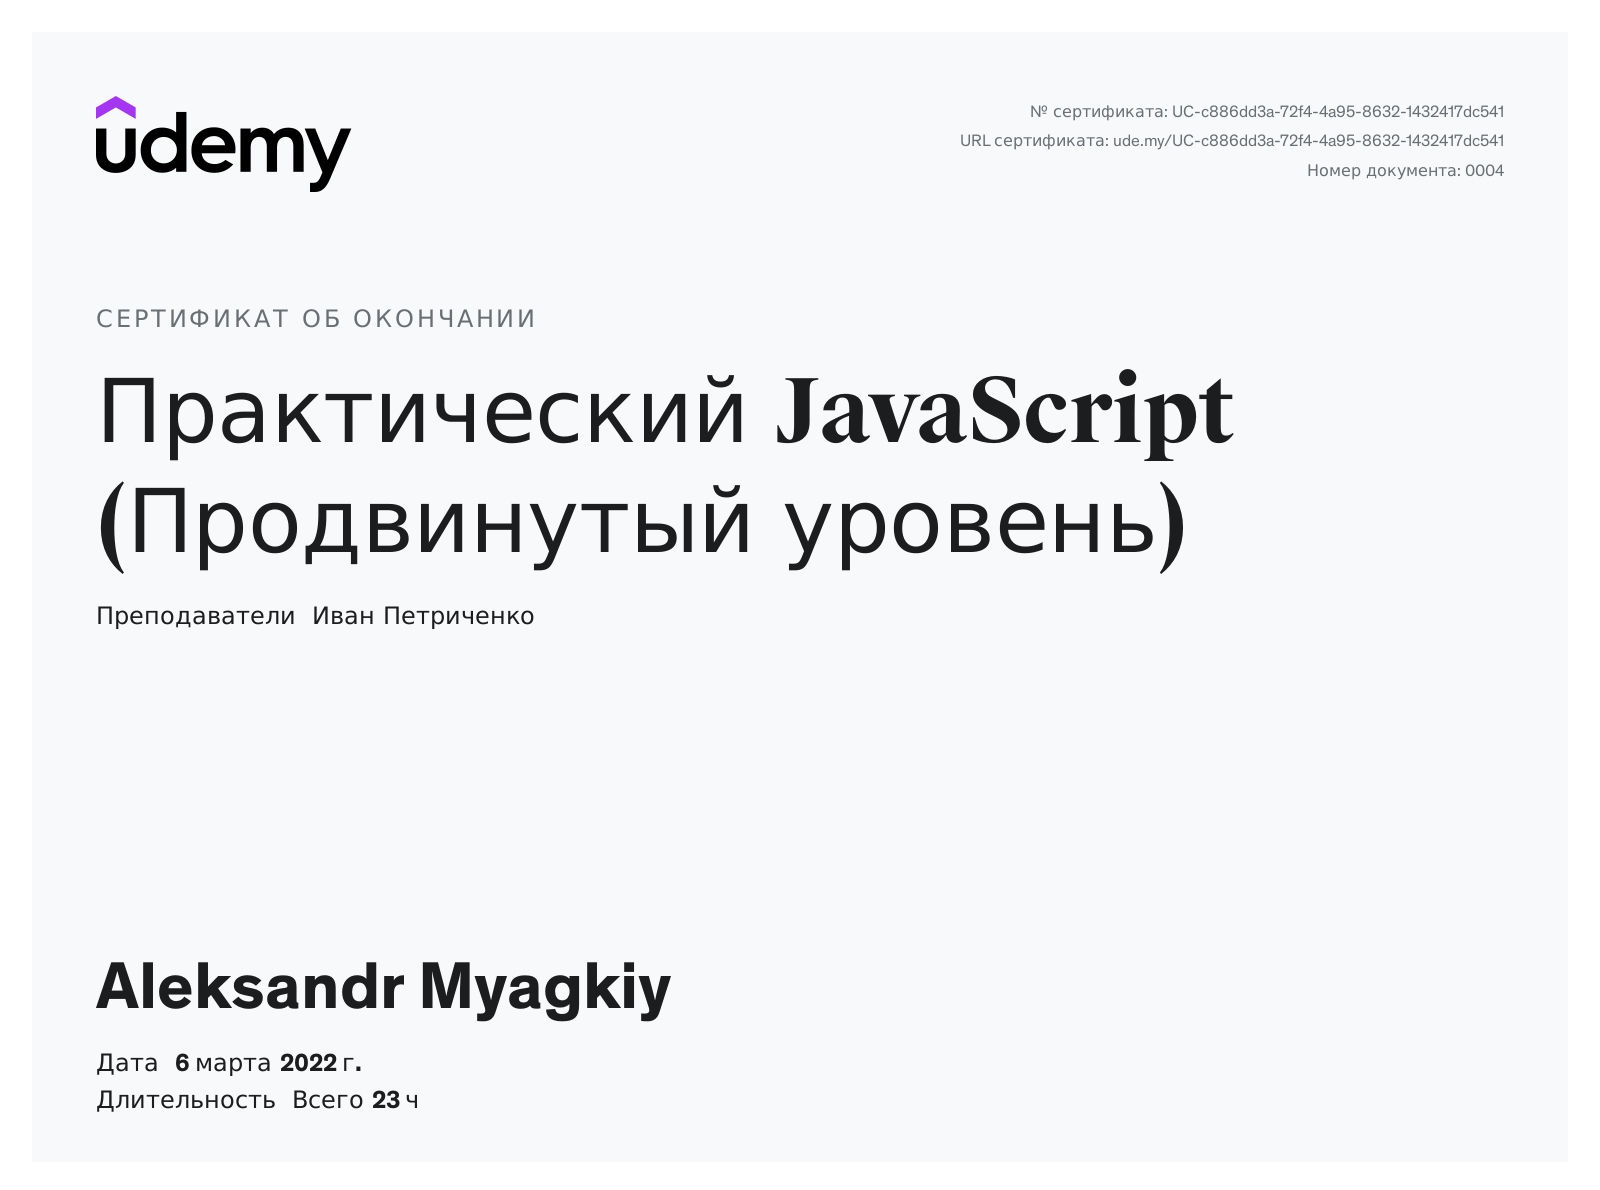 udemy
№ сертификата: UC-c886dd3a-72f4-4a95-8632-1432417dc541
URL сертификата: ude.my/UC-c886dd3a-72f4-4a95-8632-1432417dc541
Номер документа: 0004
СЕРТИФИКАТ ОБ ОКОНЧАНИИ
Практический JavaScript
(Продвинутый уровень)
Преподаватели Иван Петриченко
Aleksandr Myagkiy
Дата 6 марта 2022 г.
Длительность Всего 23 ч